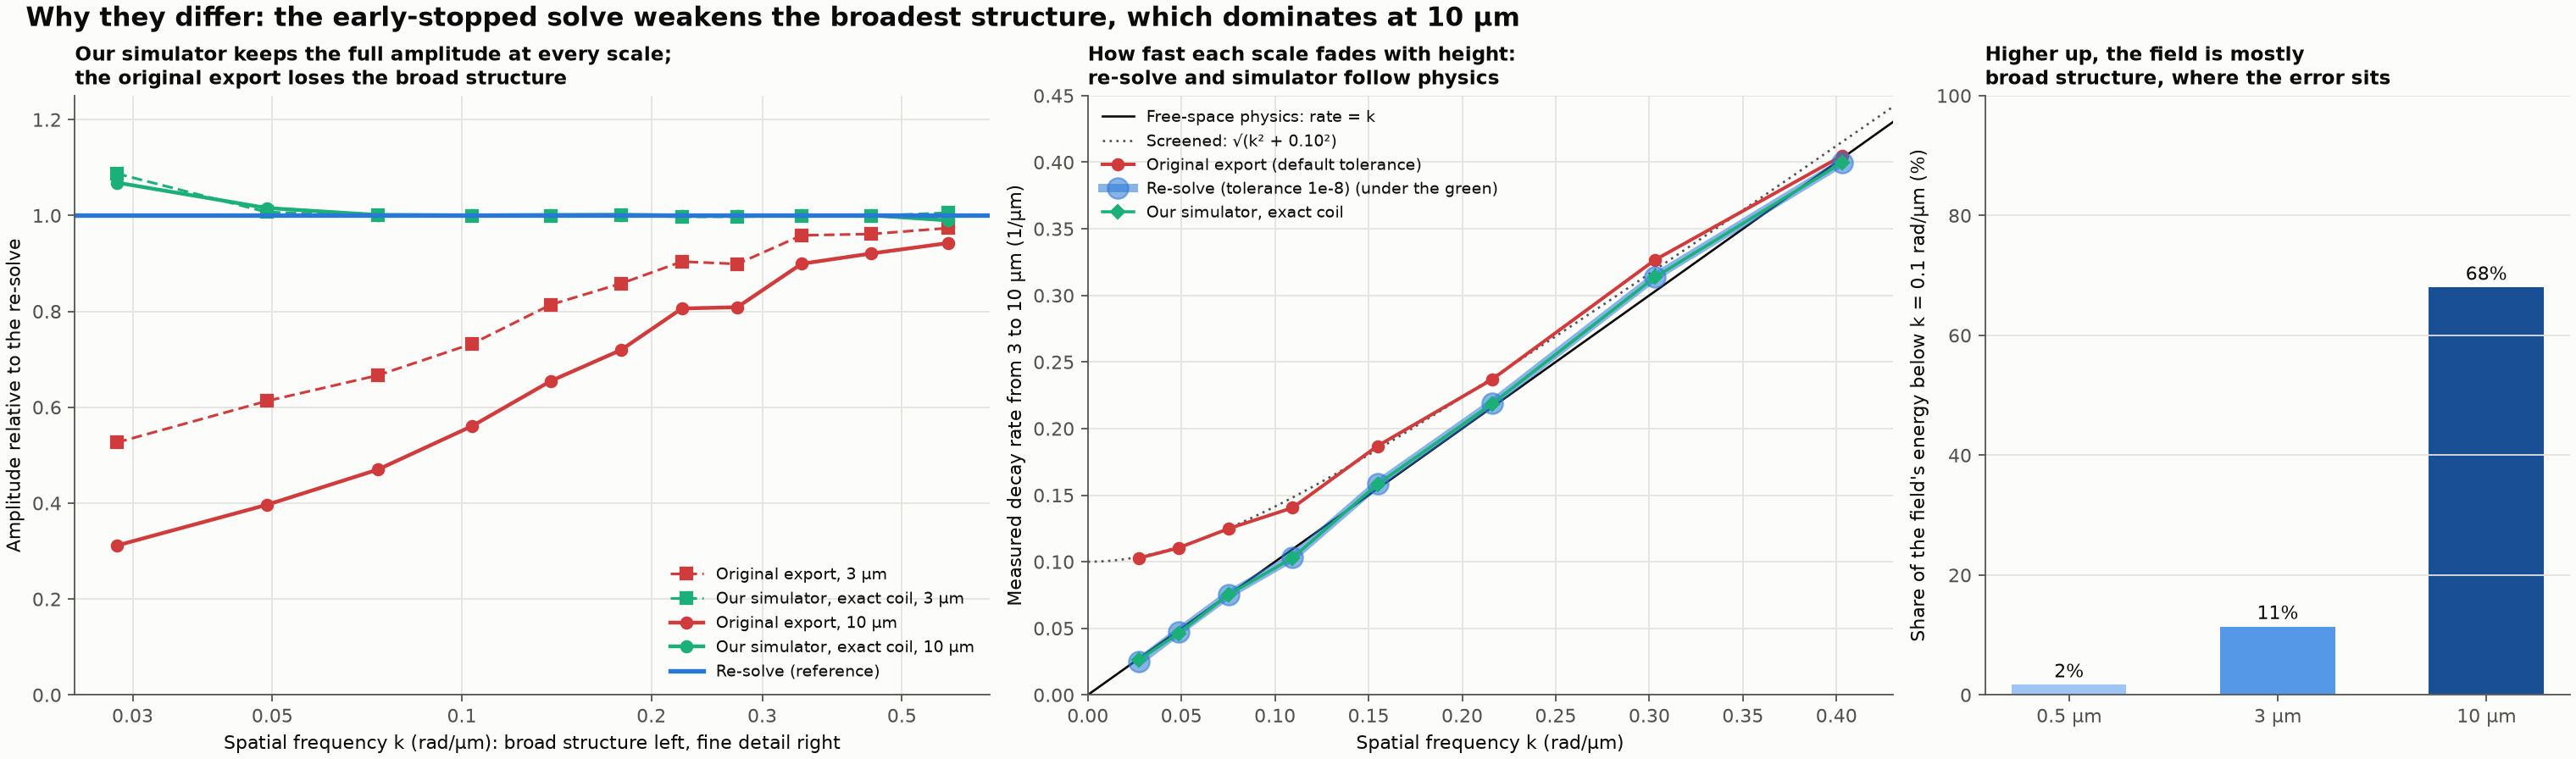 Why they differ: the early-stopped solve weakens the broadest structure, which dominates at 10 µm
Our simulator keeps the full amplitude at every scale;
the original export loses the broad structure
Amplitude relative to the re-solve
1.2
1.0
0.8
0.6
0.4
0.2
0.0
Original export, 3 µm
Our simulator, exact coil, 3 µm
Original export, 10 µm
Our simulator, exact coil, 10 µm
Re-solve (reference)
0.03 0.05 0.1 0.2 0.3 0.5
Spatial frequency k (rad/µm): broad structure left, fine detail right
How fast each scale fades with height:
re-solve and simulator follow physics
Measured decay rate from 3 to 10 µm (1/µm)
0.45
0.40
0.35
0.30
0.25
0.20
0.15
0.10
0.05
0.00
Free-space physics: rate = k
Screened: √(k² + 0.10²)
Original export (default tolerance)
Re-solve (tolerance 1e-8) (under the green)
Our simulator, exact coil
0.00 0.05 0.10 0.15 0.20 0.25 0.30 0.35 0.40
Spatial frequency k (rad/µm)
Higher up, the field is mostly
broad structure, where the error sits
Share of the field's energy below k = 0.1 rad/µm (%)
100
80
60
40
20
0
2%
11%
68%
0.5 µm 3 µm 10 µm